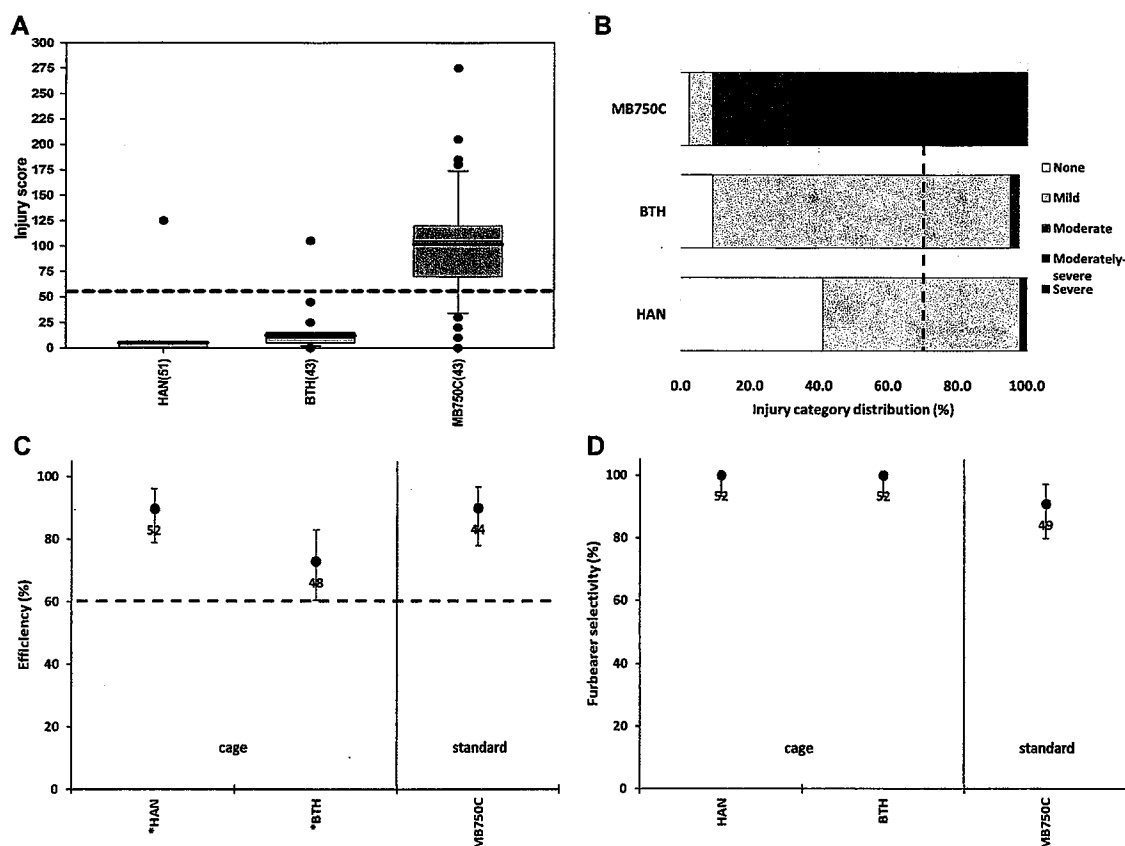 A
300
275
250
225
200
175
150
125
100
75
50
25
0
Injury score
HAN(51)
BTH(43)
MB750C(43)
B
MB750C
BTH
HAN
0.0 20.0 40.0 60.0 80.0 100.0
Injury category distribution (%)
None
Mild
Moderate
Moderately-
severe
Severe
C
100
80
60
40
20
0
Efficiency (%)
52
48
44
cage
standard
*HAN
*BTH
MB750C
D
100
80
60
40
20
0
Furbearer selectivity (%)
52
52
49
cage
standard
HAN
BTH
MB750C